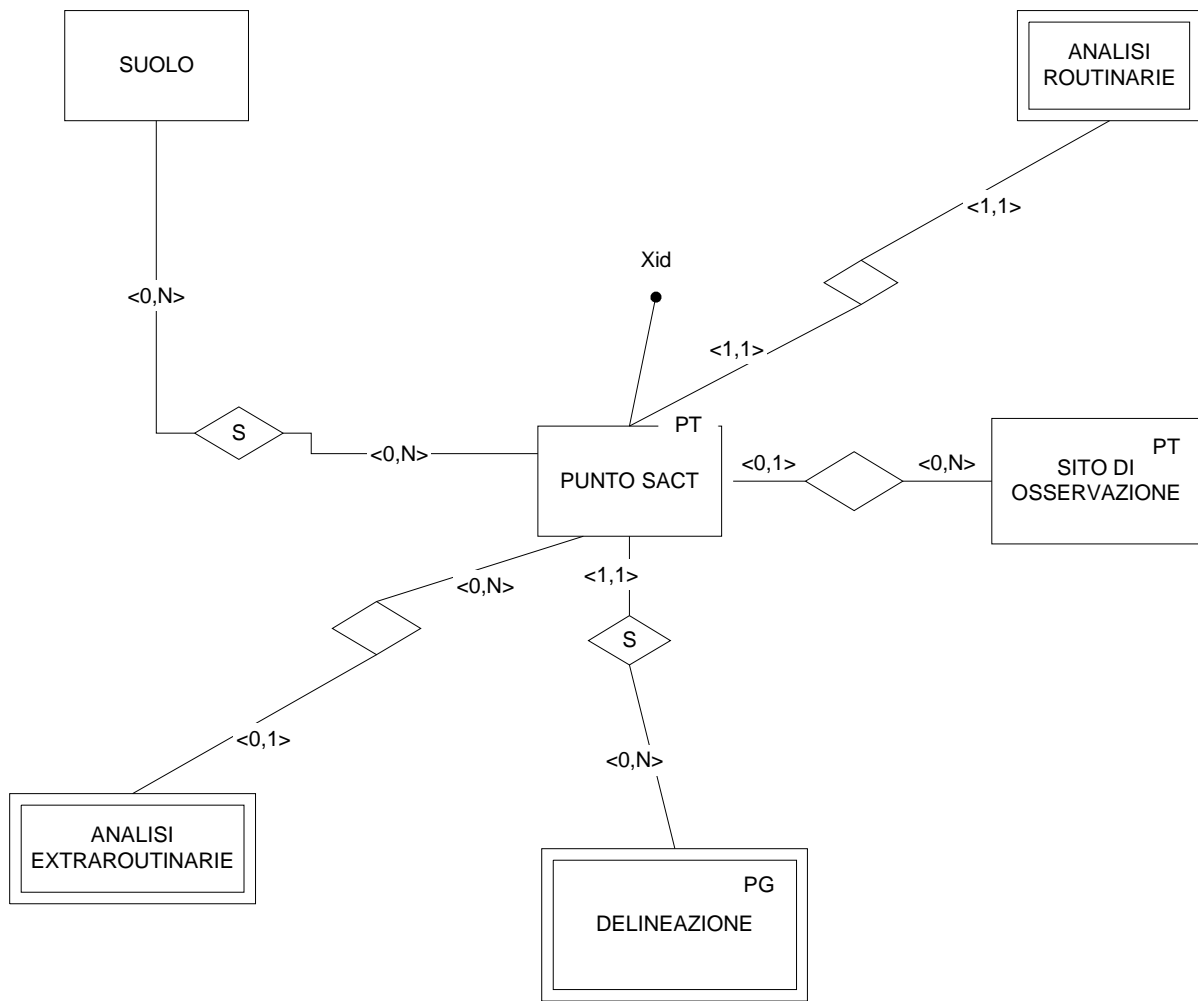 SUOLO
ANALISI
ROUTINARIE
<1,1>
Xid
<0,N>
<1,1>
PT
S
<0,N>
PUNTO SACT
<0,1>
<0,N>
PT
SITO DI
OSSERVAZIONE
<0,N>
<1,1>
S
<0,1>
<0,N>
ANALISI
EXTRAROUTINARIE
PG
DELINEAZIONE